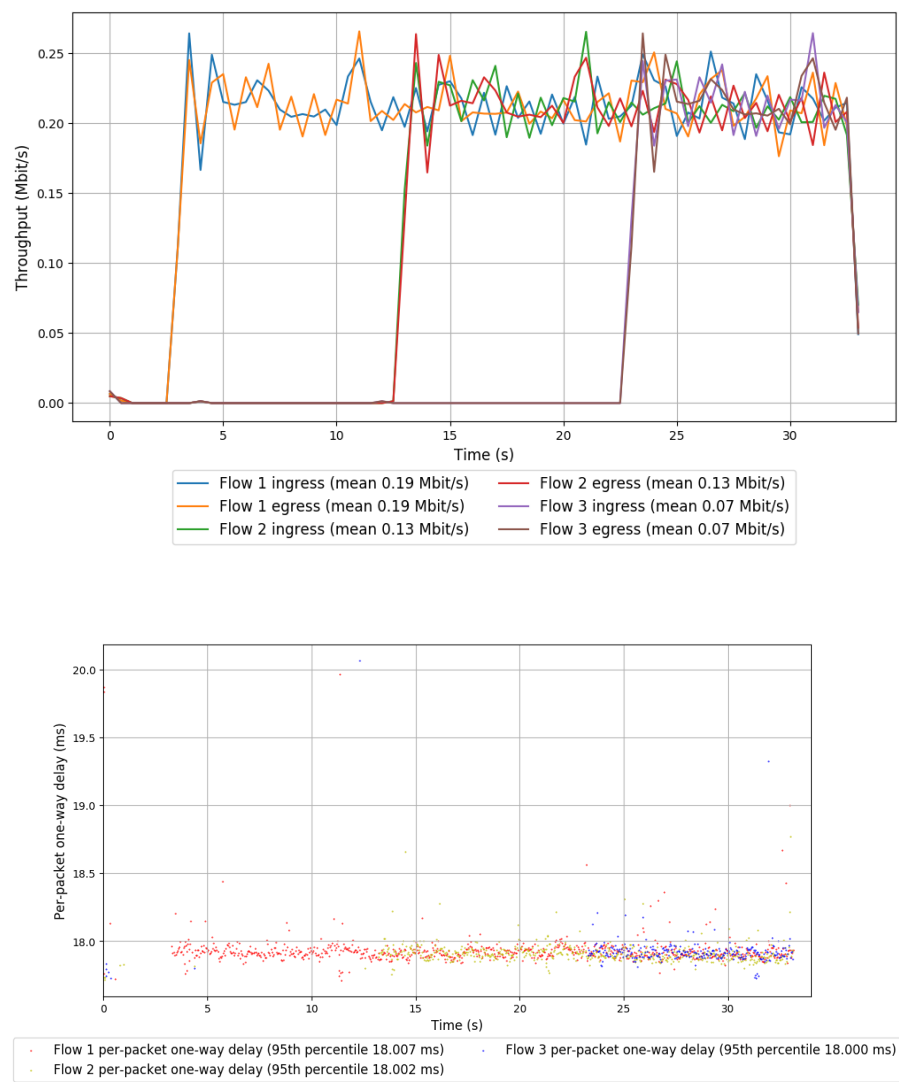 0.25
0.20
0.15
0.10
0.05
0.00
Throughput (Mbit/s)
0 5 10 15 20 25 30
Time (s)
Flow 1 ingress (mean 0.19 Mbit/s) Flow 2 egress (mean 0.13 Mbit/s)
Flow 1 egress (mean 0.19 Mbit/s) Flow 3 ingress (mean 0.07 Mbit/s)
Flow 2 ingress (mean 0.13 Mbit/s) Flow 3 egress (mean 0.07 Mbit/s)
20.0
19.5
19.0
18.5
18.0
Per-packet one-way delay (ms)
0 5 10 15 20 25 30
Time (s)
Flow 1 per-packet one-way delay (95th percentile 18.007 ms) Flow 3 per-packet one-way delay (95th percentile 18.000 ms)
Flow 2 per-packet one-way delay (95th percentile 18.002 ms)